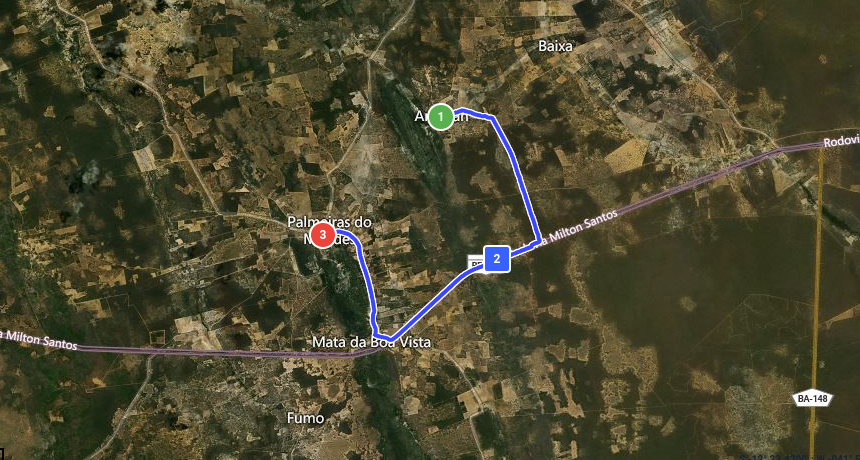 Baixa
1
Rodovi
Palmeiras do
3
a Milton Santos
2
a Milton Santos
Mata da Boa Vista
BA-148
Fumo